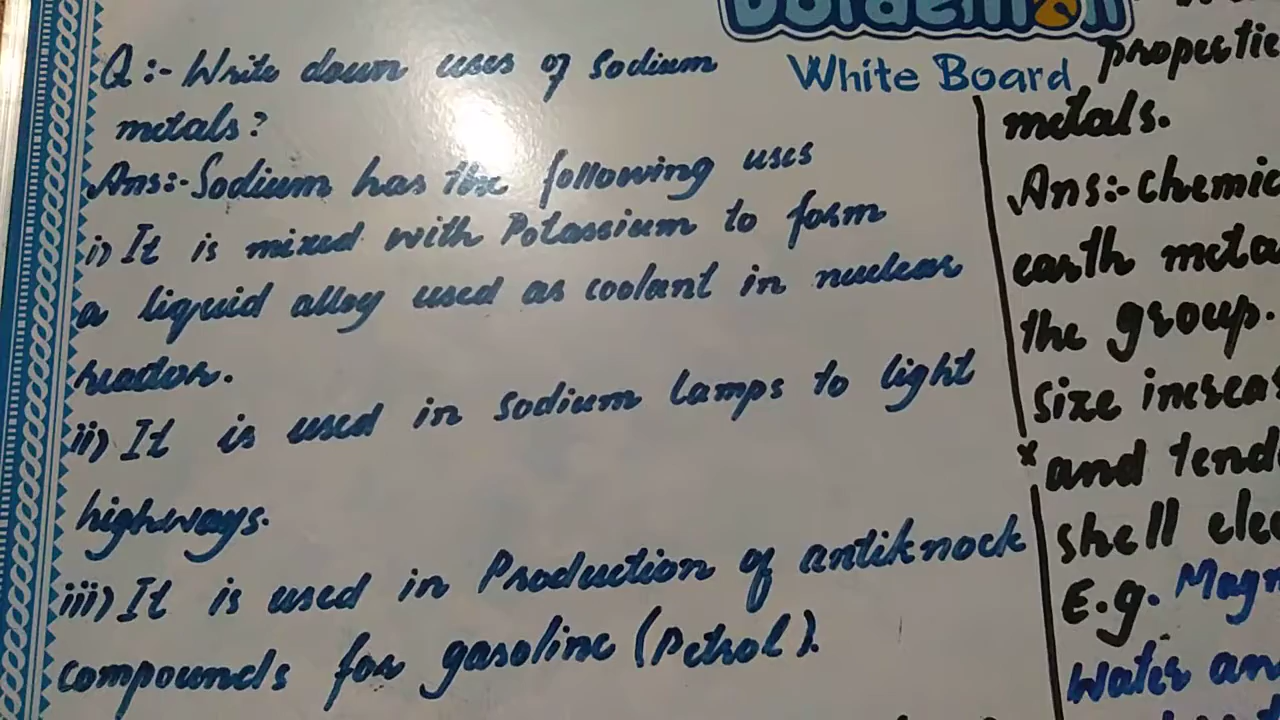 Doraemon
White Board
Q:- Write down uses of sodium
metals?
Ans:- Sodium has the following uses
i) It is mixed with Potassium to form
a liquid alloy used as coolant in nuclear
reactor.
ii) It is used in sodium lamps to light
highways.
iii) It is used in Production of antiknock
compounds for gasoline (Petrol).
propertie
metals.
Ans:- chemic
earth meta
the group.
size increas
* and tend
shell elec
E.g. Magn
Water an